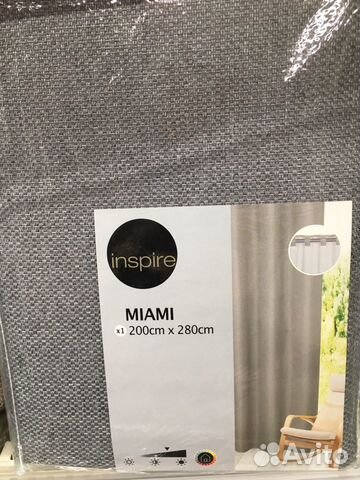 inspire
MIAMI
x1 200cm x 280cm
Avito